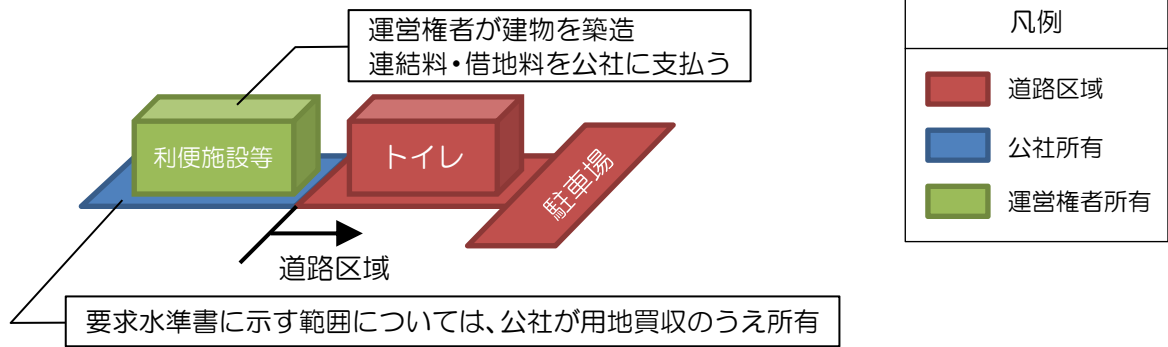 運営権者が建物を築造
連結料・借地料を公社に支払う
利便施設等
トイレ
駐車場
道路区域
要求水準書に示す範囲については、公社が用地買収のうえ所有
凡例
道路区域
公社所有
運営権者所有